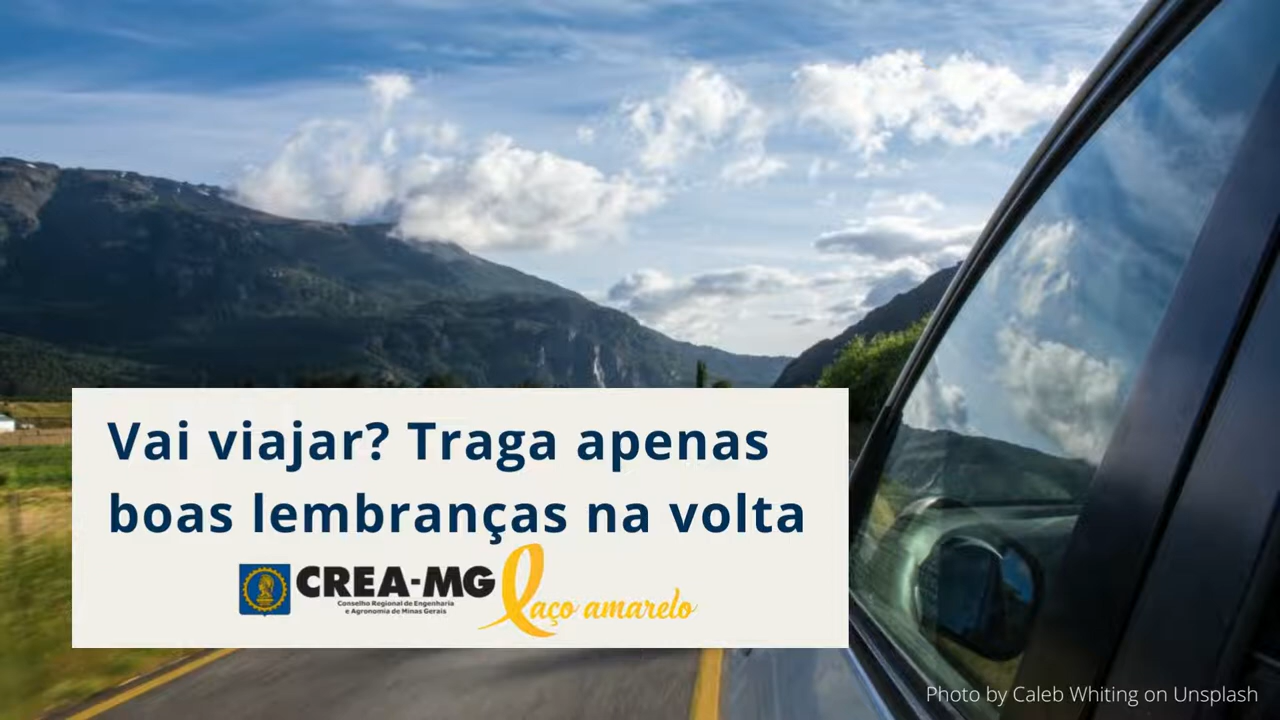 Vai viajar? Traga apenas
boas lembranças na volta
CREA-MG
Conselho Regional de Engenharia
e Agronomia de Minas Gerais
Laço amarelo
Photo by Caleb Whiting on Unsplash